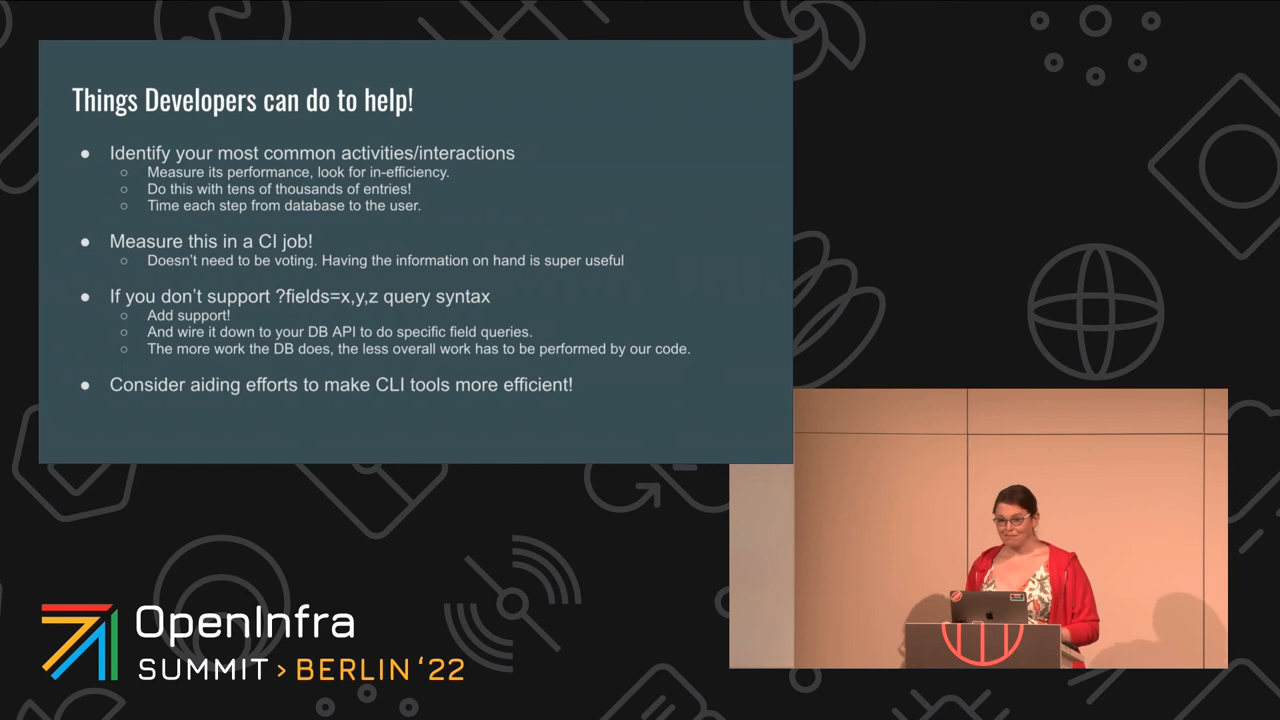 Things Developers can do to help!
● Identify your most common activities/interactions
○ Measure its performance, look for in-efficiency.
○ Do this with tens of thousands of entries!
○ Time each step from database to the user.
● Measure this in a CI job!
○ Doesn't need to be voting. Having the information on hand is super useful
● If you don't support ?fields=x,y,z query syntax
○ Add support!
○ And wire it down to your DB API to do specific field queries.
○ The more work the DB does, the less overall work has to be performed by our code.
● Consider aiding efforts to make CLI tools more efficient!
OpenInfra
SUMMIT > BERLIN ‘22